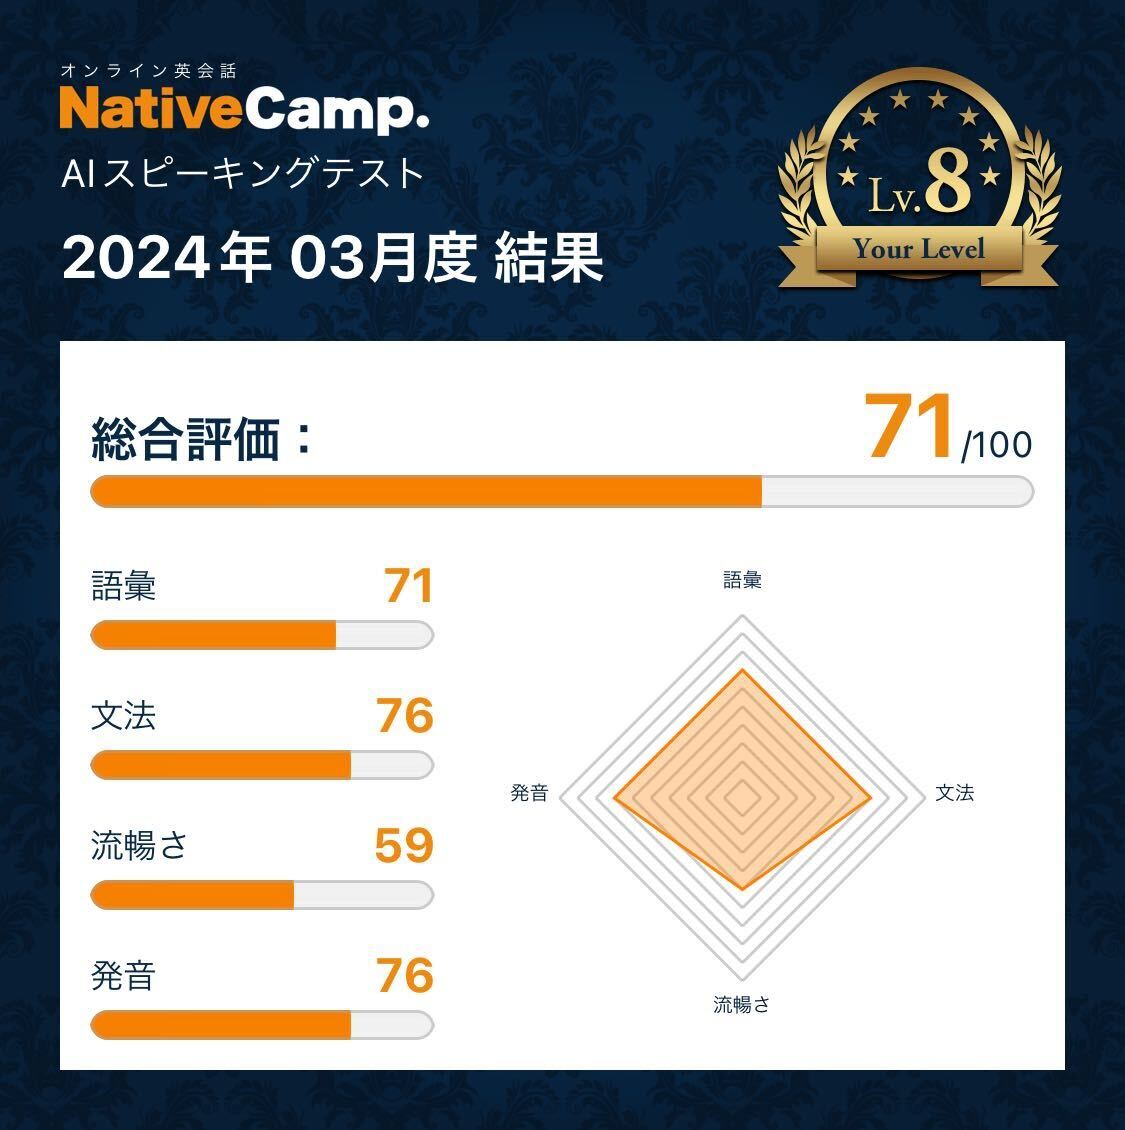 オンライン英会話
NativeCamp.
AIスピーキングテスト
2024年 03月度 結果
Lv.8
Your Level
総合評価：
71/100
語彙 71
文法 76
流暢さ 59
発音 76
語彙
発音
文法
流暢さ